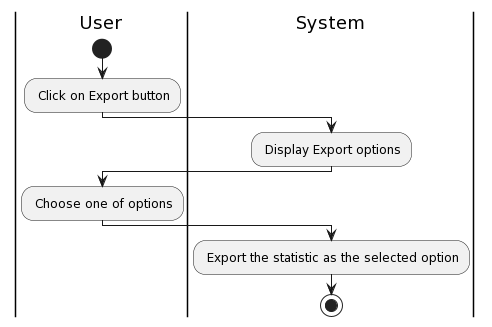 User
System
Click on Export button
Display Export options
Choose one of options
Export the statistic as the selected option